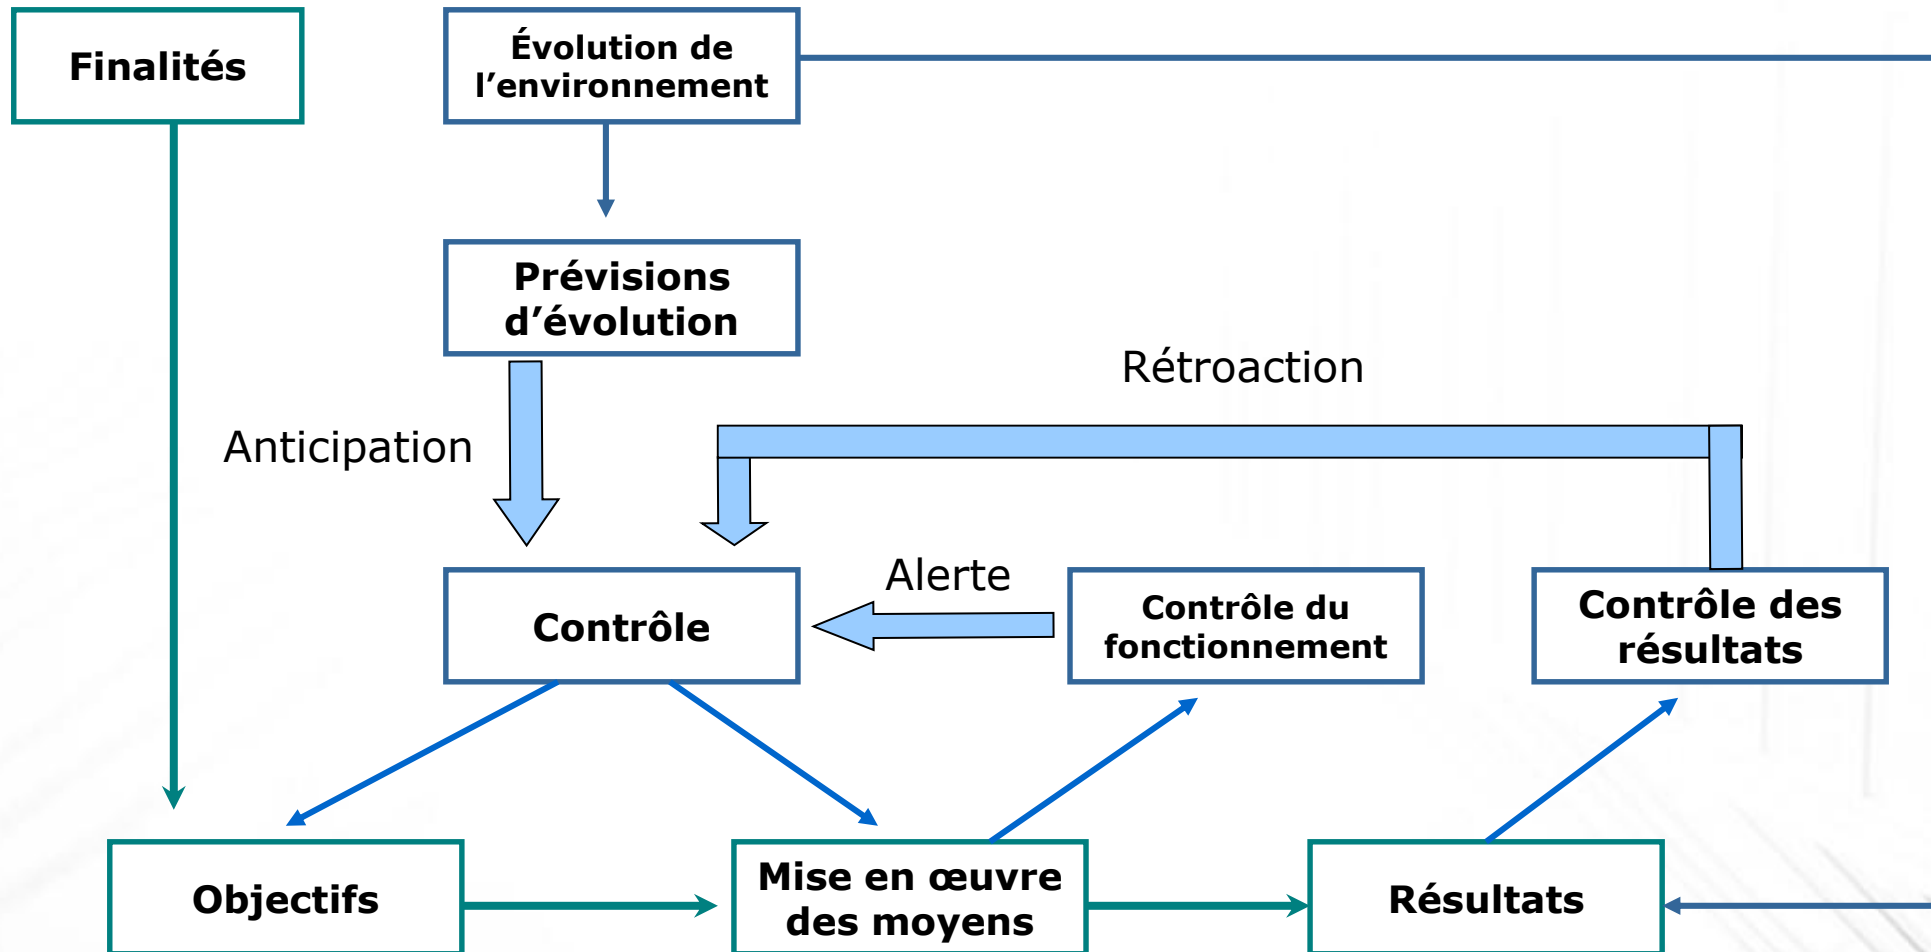 Finalités
Évolution de
l’environnement
Prévisions
d’évolution
Rétroaction
Anticipation
Alerte
Contrôle
Contrôle du
fonctionnement
Contrôle des
résultats
Objectifs
Mise en œuvre
des moyens
Résultats